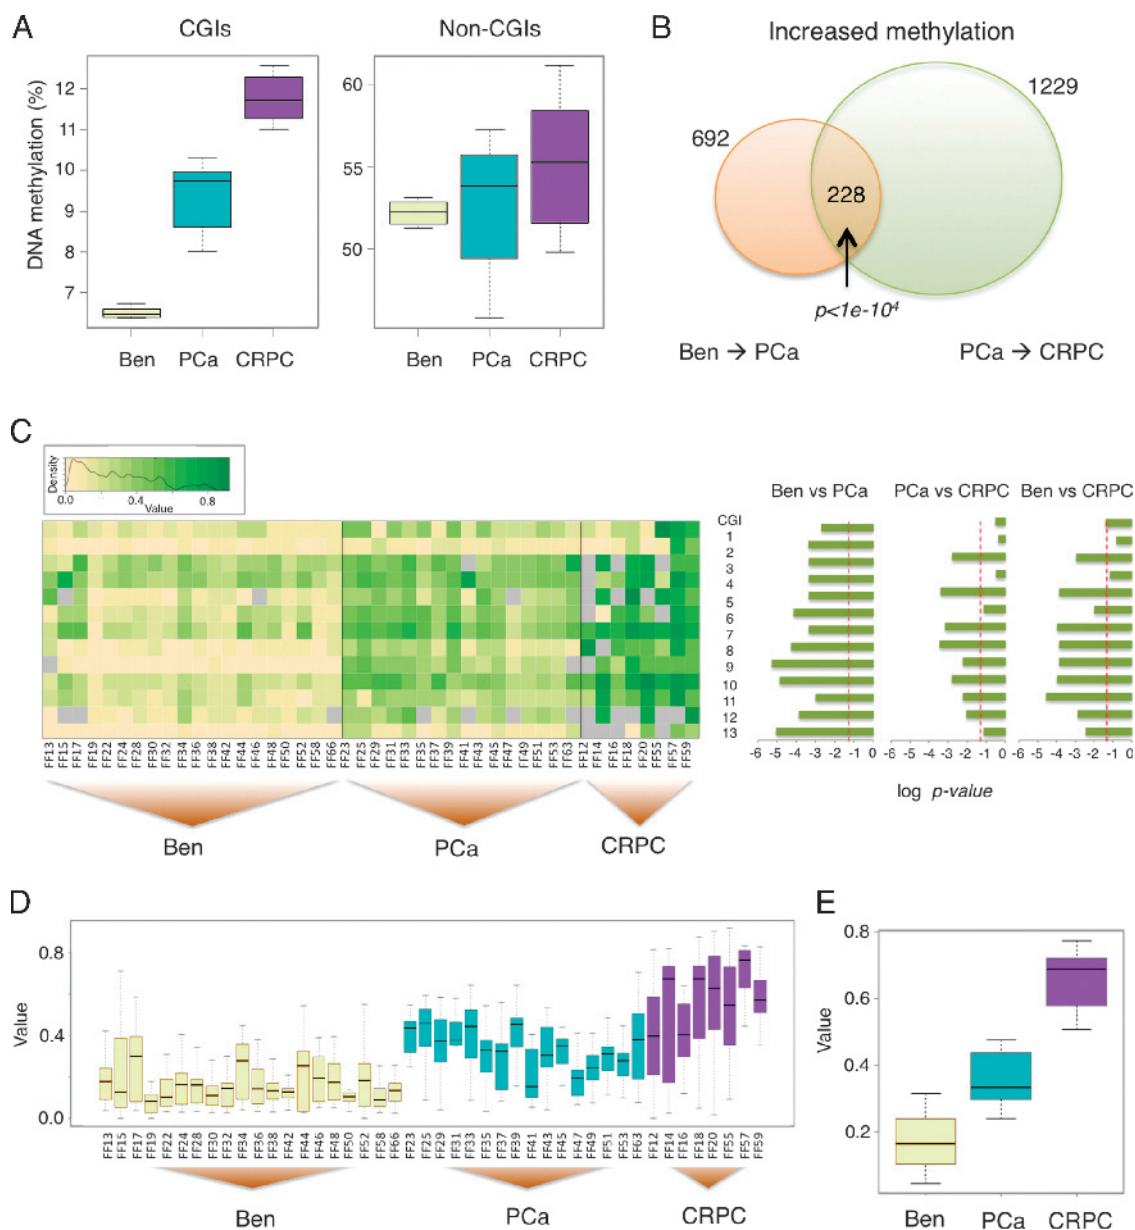 A
CGIs
Non-CGIs
DNA methylation (%)
12
11
10
9
8
7
60
55
50
Ben PCa CRPC
Ben PCa CRPC
B
Increased methylation
692
1229
228
p<1e-10⁴
Ben → PCa
PCa → CRPC
C
Density
0.0 0.4 0.8
Value
FF13 FF15 FF17 FF19 FF22 FF24 FF28 FF30 FF32 FF34 FF36 FF38 FF42 FF44 FF46 FF48 FF50 FF52 FF58 FF66 FF23 FF25 FF29 FF31 FF33 FF35 FF37 FF39 FF41 FF43 FF45 FF47 FF49 FF51 FF53 FF63 FF12 FF14 FF16 FF18 FF20 FF55 FF57 FF59
Ben PCa CRPC
Ben vs PCa PCa vs CRPC Ben vs CRPC
CGI
1
2
3
4
5
6
7
8
9
10
11
12
13
-6 -5 -4 -3 -2 -1 0
-6 -5 -4 -3 -2 -1 0
-6 -5 -4 -3 -2 -1 0
log p-value
D
Value
0.8
0.4
0.0
FF13 FF15 FF17 FF19 FF22 FF24 FF28 FF30 FF32 FF34 FF36 FF38 FF42 FF44 FF46 FF48 FF50 FF52 FF58 FF66 FF23 FF25 FF29 FF31 FF33 FF35 FF37 FF39 FF41 FF43 FF45 FF47 FF49 FF51 FF53 FF63 FF12 FF14 FF16 FF18 FF20 FF55 FF57 FF59
Ben PCa CRPC
E
Value
0.8
0.6
0.4
0.2
Ben PCa CRPC